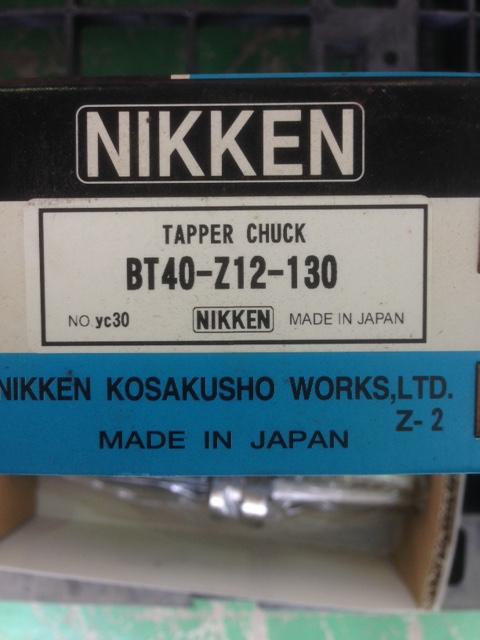 NIKKEN
TAPPER CHUCK
BT40-Z12-130
NO. yc30 NIKKEN MADE IN JAPAN
NIKKEN KOSAKUSHO WORKS,LTD.
Z-2
MADE IN JAPAN